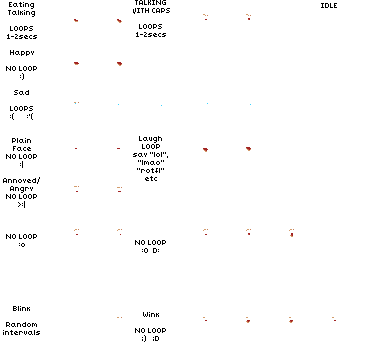 Eating
Talking
LOOPS
1-2secs
TALKING
WITH CAPS
LOOPS
1-2secs
IDLE
Happy
NO LOOP
:)
Sad
LOOPS
:( :'(
Plain
Face
NO LOOP
:|
Laugh
LOOP
say "lol",
"lmao"
"rotfl"
etc
Annoyed/
Angry
NO LOOP
>:|
NO LOOP
:o
NO LOOP
:O D:
Blink
Random
intervals
Wink
NO LOOP
;) ;D